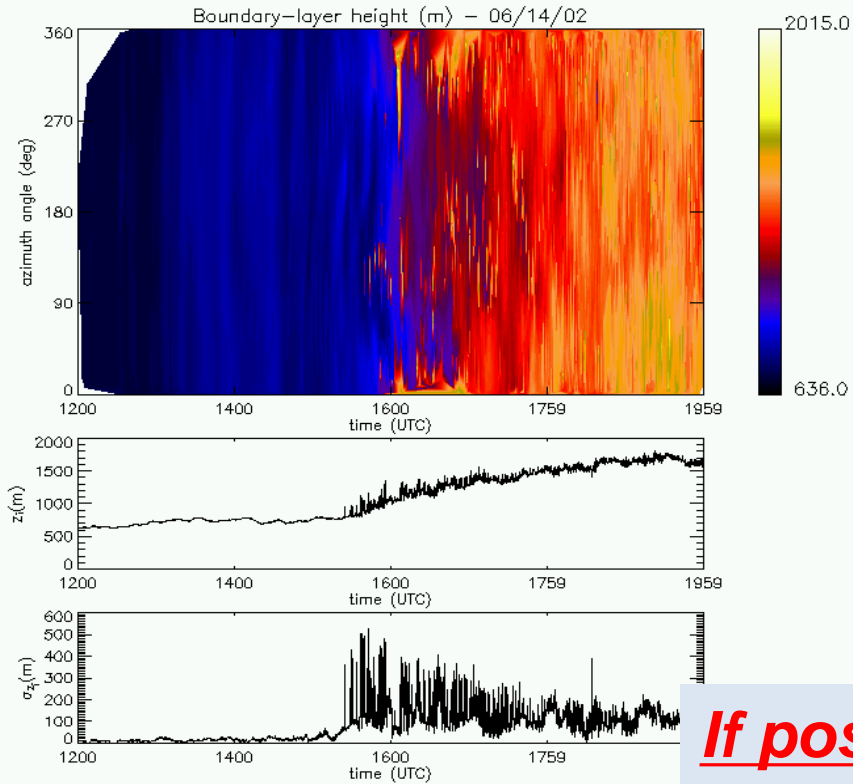 Boundary-layer height (m) - 06/14/02
360
270
180
90
0
azimuth angle (deg)
1200 1400 1600 1759 1959
time (UTC)
2015.0
636.0
2000
1500
1000
500
0
zi(m)
1200 1400 1600 1759 1959
time (UTC)
600
500
400
300
200
100
0
σzi(m)
1200 1400 1600 1759
time (UTC)
If pos